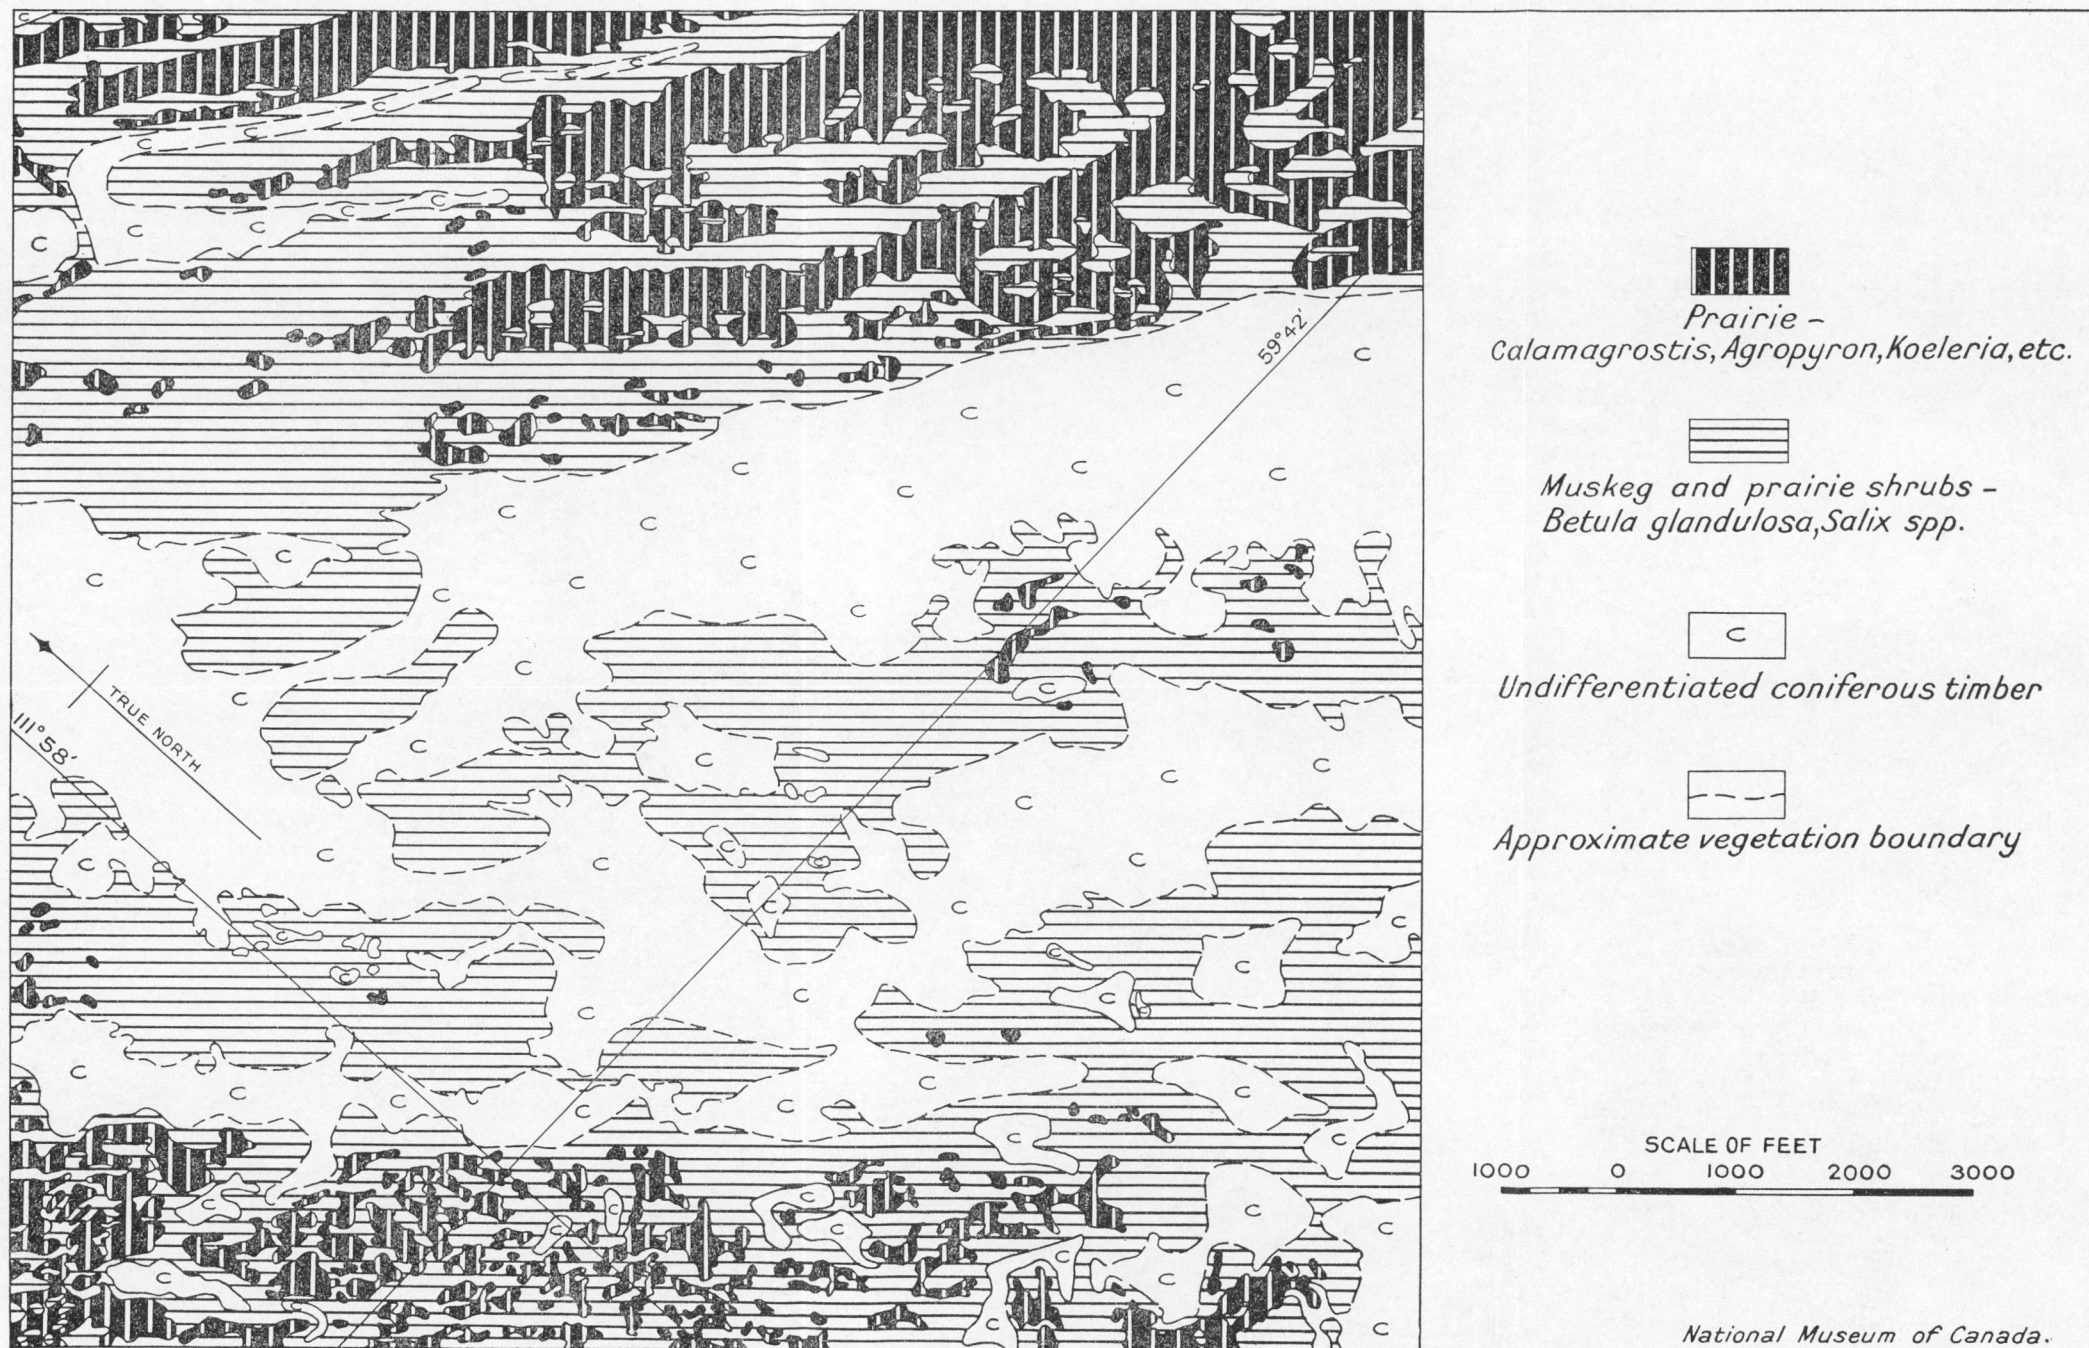 59°42'
TRUE NORTH
111°58'
Prairie –
Calamagrostis, Agropyron, Koeleria, etc.
Muskeg and prairie shrubs –
Betula glandulosa, Salix spp.
C
Undifferentiated coniferous timber
Approximate vegetation boundary
SCALE OF FEET
1000 0 1000 2000 3000
National Museum of Canada.